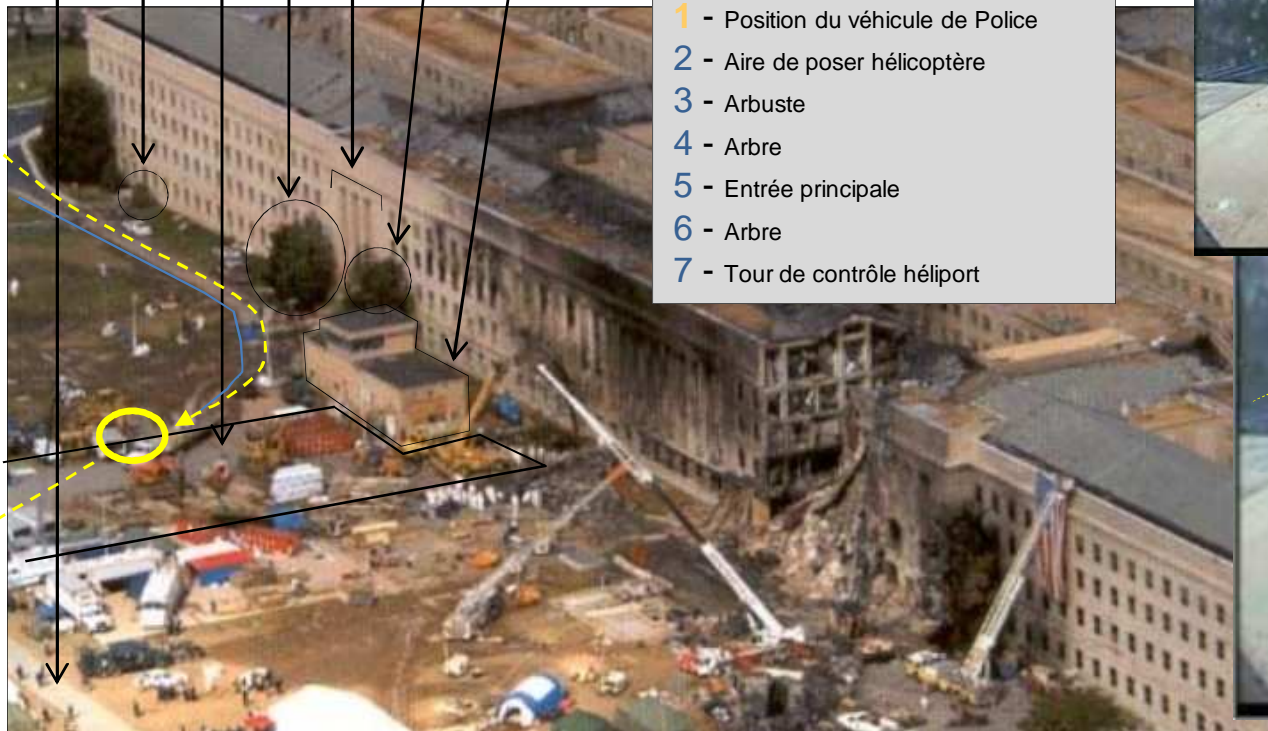 1 - Position du véhicule de Police
2 - Aire de poser hélicoptère
3 - Arbuste
4 - Arbre
5 - Entrée principale
6 - Arbre
7 - Tour de contrôle héliport